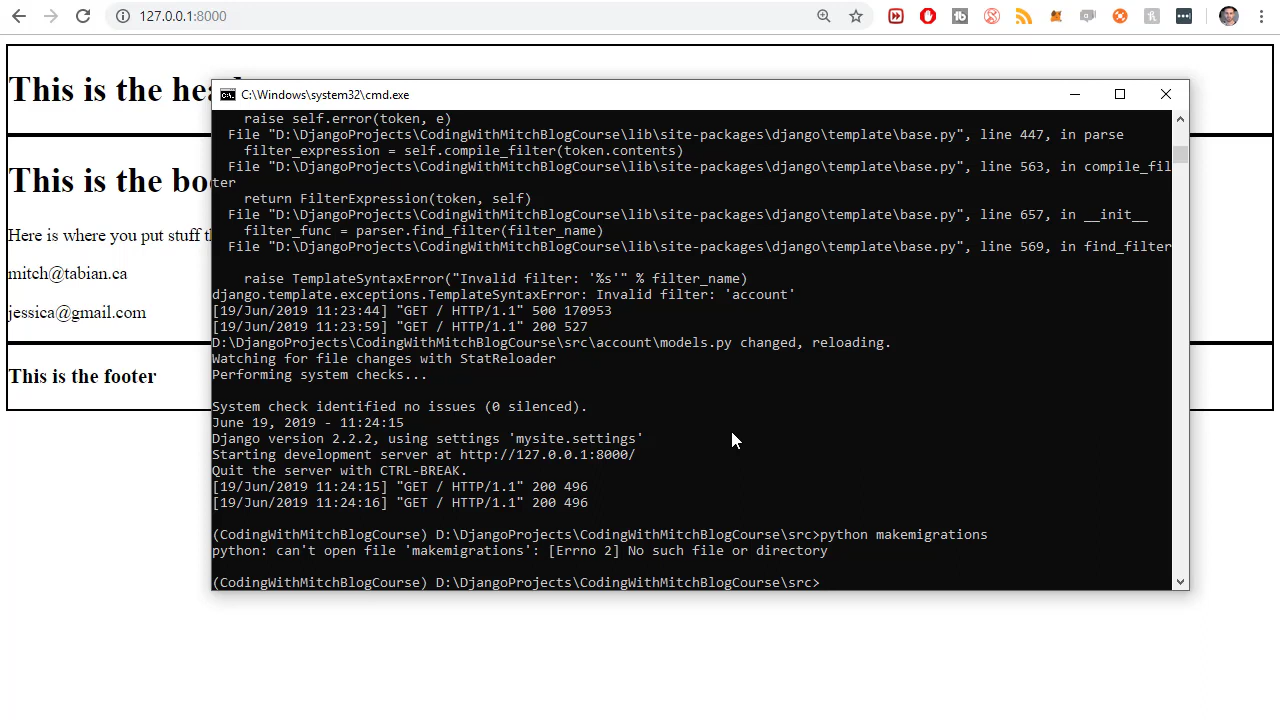 127.0.0.1:8000
This is the hea
This is the bo
Here is where you put stuff t
mitch@tabian.ca
jessica@gmail.com
This is the footer
C:\Windows\system32\cmd.exe
raise self.error(token, e)
File "D:\DjangoProjects\CodingWithMitchBlogCourse\lib\site-packages\django\template\base.py", line 447, in parse
filter_expression = self.compile_filter(token.contents)
File "D:\DjangoProjects\CodingWithMitchBlogCourse\lib\site-packages\django\template\base.py", line 563, in compile_fil
ter
return FilterExpression(token, self)
File "D:\DjangoProjects\CodingWithMitchBlogCourse\lib\site-packages\django\template\base.py", line 657, in __init__
filter_func = parser.find_filter(filter_name)
File "D:\DjangoProjects\CodingWithMitchBlogCourse\lib\site-packages\django\template\base.py", line 569, in find_filter
raise TemplateSyntaxError("Invalid filter: '%s'" % filter_name)
django.template.exceptions.TemplateSyntaxError: Invalid filter: 'account'
[19/Jun/2019 11:23:44] "GET / HTTP/1.1" 500 170953
[19/Jun/2019 11:23:59] "GET / HTTP/1.1" 200 527
D:\DjangoProjects\CodingWithMitchBlogCourse\src\account\models.py changed, reloading.
Watching for file changes with StatReloader
Performing system checks...
System check identified no issues (0 silenced).
June 19, 2019 - 11:24:15
Django version 2.2.2, using settings 'mysite.settings'
Starting development server at http://127.0.0.1:8000/
Quit the server with CTRL-BREAK.
[19/Jun/2019 11:24:15] "GET / HTTP/1.1" 200 496
[19/Jun/2019 11:24:16] "GET / HTTP/1.1" 200 496
(CodingWithMitchBlogCourse) D:\DjangoProjects\CodingWithMitchBlogCourse\src>python makemigrations
python: can't open file 'makemigrations': [Errno 2] No such file or directory
(CodingWithMitchBlogCourse) D:\DjangoProjects\CodingWithMitchBlogCourse\src>